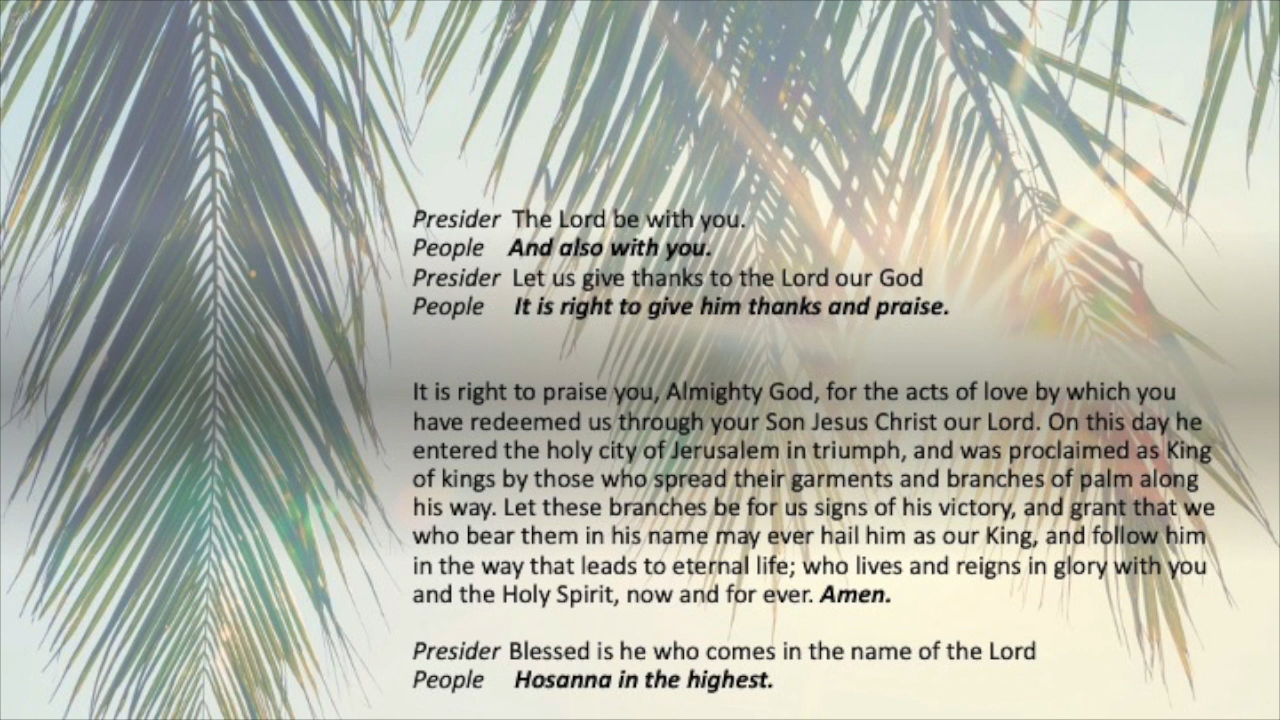 Presider The Lord be with you.
People And also with you.
Presider Let us give thanks to the Lord our God
People It is right to give him thanks and praise.
It is right to praise you, Almighty God, for the acts of love by which you
have redeemed us through your Son Jesus Christ our Lord. On this day he
entered the holy city of Jerusalem in triumph, and was proclaimed as King
of kings by those who spread their garments and branches of palm along
his way. Let these branches be for us signs of his victory, and grant that we
who bear them in his name may ever hail him as our King, and follow him
in the way that leads to eternal life; who lives and reigns in glory with you
and the Holy Spirit, now and for ever. Amen.
Presider Blessed is he who comes in the name of the Lord
People Hosanna in the highest.